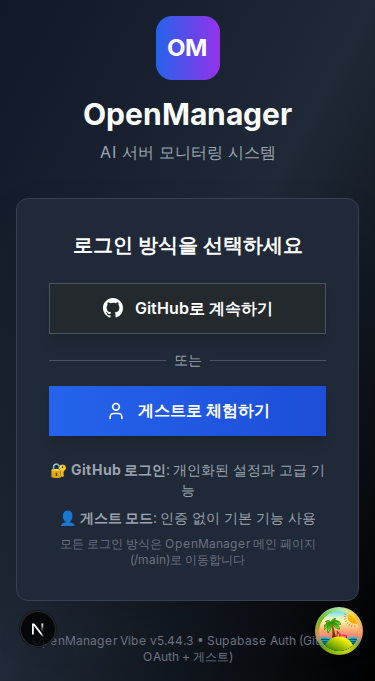 OM
OpenManager
AI 서버 모니터링 시스템
로그인 방식을 선택하세요
GitHub로 계속하기
또는
게스트로 체험하기
🔐 GitHub 로그인: 개인화된 설정과 고급 기
능
👤 게스트 모드: 인증 없이 기본 기능 사용
모든 로그인 방식은 OpenManager 메인 페이지
(/main)로 이동합니다
N
Vibe v5.44.3 • Supabase Auth
OAuth + 게스트)